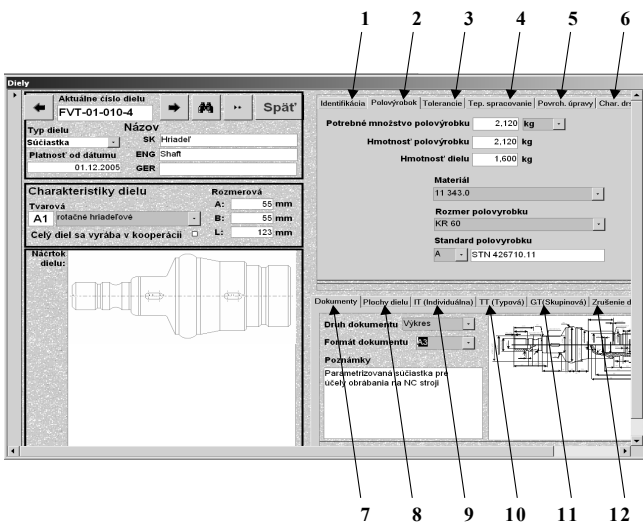 1 2 3 4 5 6
Diely
Aktuálne číslo dielu
FVT-01-010-4
Späť
Typ dielu
Názov
Súčiastka
SK Hriadeľ
Platnosť od dátumu
ENG Shaft
01.12.2005
GER
Charakteristiky dielu
Rozmerová
Tvarová
A: 55 mm
A1 rotačné hriadeľové
B: 55 mm
Celý diel sa vyrába v kooperácii
L: 123 mm
Náčrtok
dielu:
Identifikácia Polovýrobok Tolerancie Tep. spracovanie Povrch. úpravy Char. drs
Potrebné množstvo polovýrobku 2,120 kg
Hmotnosť polovýrobku 2,120 kg
Hmotnosť dielu 1,600 kg
Materiál
11 343.0
Rozmer polovyrobku
KR 60
Standard polovyrobku
A STN 426710.11
Dokumenty Plochy dielu IT (Individuálna) TT (Typová) GT(Skupinová) Zrušenie d
Druh dokumentu Výkres
Formát dokumentu A3
Poznámky
Parametrizovaná súčiastka pre
účely obrábania na NC stroji
7 8 9 10 11 12